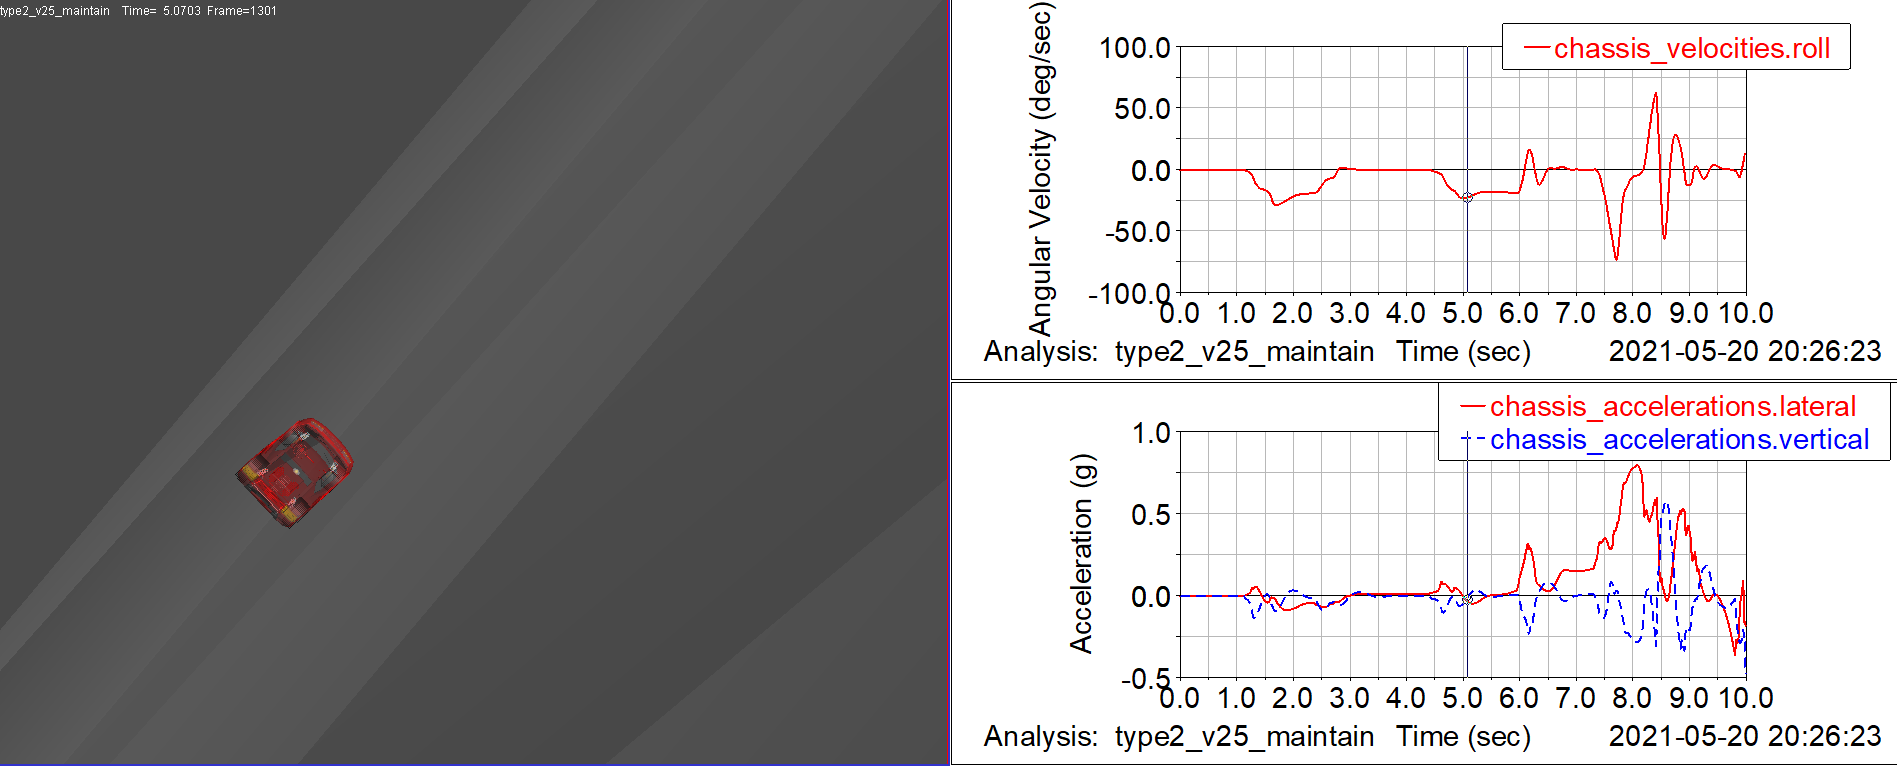 type2_v25_maintain Time= 5.0703 Frame=1301
Angular Velocity (deg/sec)
chassis_velocities.roll
100.0
50.0
0.0
-50.0
-100.0
0.0 1.0 2.0 3.0 4.0 5.0 6.0 7.0 8.0 9.0 10.0
Analysis: type2_v25_maintain Time (sec) 2021-05-20 20:26:23
chassis_accelerations.lateral
chassis_accelerations.vertical
Acceleration (g)
1.0
0.5
0.0
-0.5
0.0 1.0 2.0 3.0 4.0 5.0 6.0 7.0 8.0 9.0 10.0
Analysis: type2_v25_maintain Time (sec) 2021-05-20 20:26:23